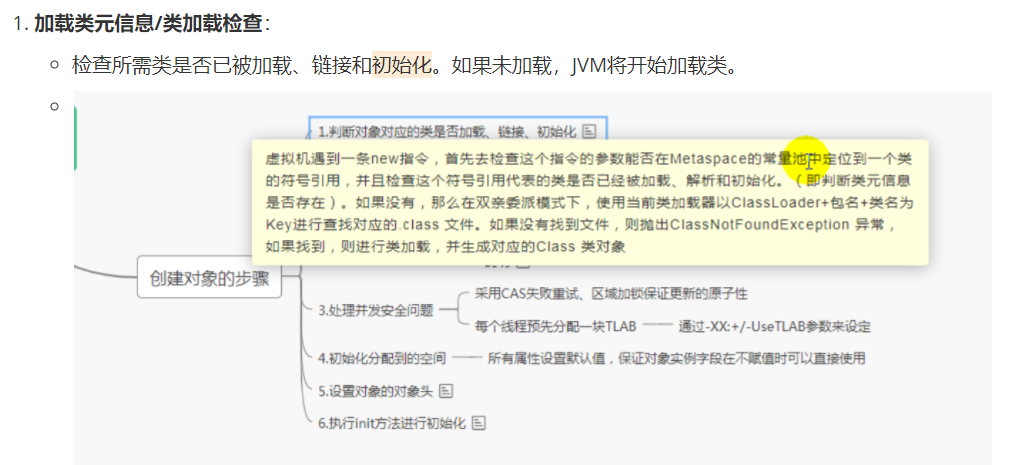 1. 加载类元信息/类加载检查：
检查所需类是否已被加载、链接和初始化。如果未加载，JVM将开始加载类。
1.判断对象对应的类是否加载、链接、初始化
虚拟机遇到一条new指令，首先去检查这个指令的参数能否在Metaspace的常量池中定位到一个类
的符号引用，并且检查这个符号引用代表的类是否已经被加载、解析和初始化。（即判断类元信息
是否存在）。如果没有，那么在双亲委派模式下，使用当前类加载器以ClassLoader+包名+类名为
Key进行查找对应的.class 文件。如果没有找到文件，则抛出ClassNotFoundException 异常，
如果找到，则进行类加载，并生成对应的Class 类对象
创建对象的步骤
3.处理并发安全问题
采用CAS失败重试、区域加锁保证更新的原子性
每个线程预先分配一块TLAB
通过-XX:+/-UseTLAB参数来设定
4.初始化分配到的空间
所有属性设置默认值，保证对象实例字段在不赋值时可以直接使用
5.设置对象的对象头
6.执行init方法进行初始化